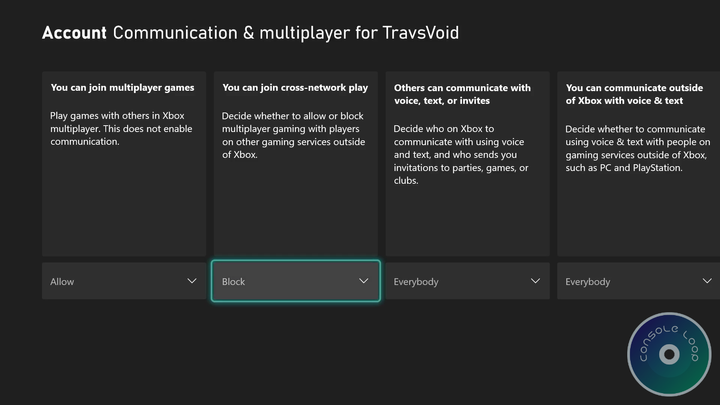 Account Communication & multiplayer for TravsVoid
You can join multiplayer games
Play games with others in Xbox
multiplayer. This does not enable
communication.
Allow
You can join cross-network play
Decide whether to allow or block
multiplayer gaming with players
on other gaming services outside
of Xbox.
Block
Others can communicate with
voice, text, or invites
Decide who on Xbox to
communicate with using voice
and text, and who sends you
invitations to parties, games, or
clubs.
Everybody
You can communicate outside
of Xbox with voice & text
Decide whether to communicate
using voice & text with people on
gaming services outside of Xbox,
such as PC and PlayStation.
Everybody
CONSOLE LOOP